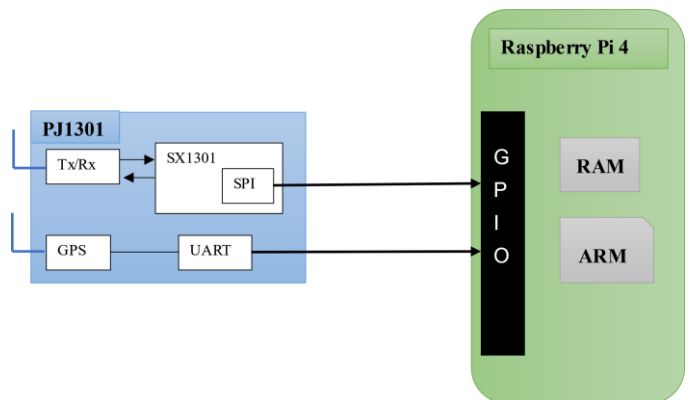 Raspberry Pi 4
PJ1301
Tx/Rx
SX1301
SPI
GPS
UART
G
P
I
O
RAM
ARM